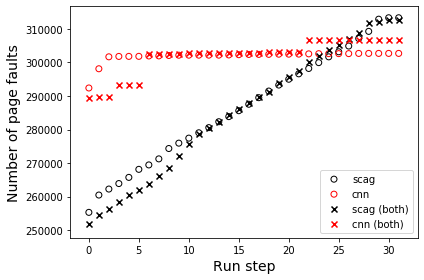 Number of page faults
310000
300000
290000
280000
270000
260000
250000
0 5 10 15 20 25 30
Run step
scag
cnn
scag (both)
cnn (both)